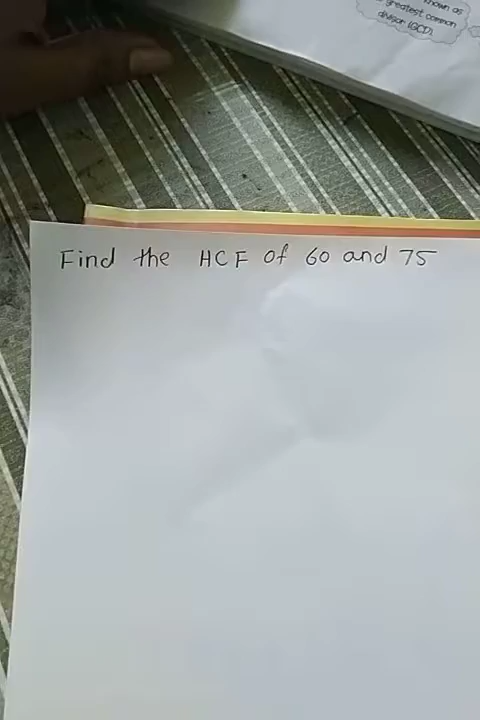 known as
greatest common
divisor (GCD)
Find the HCF of 60 and 75